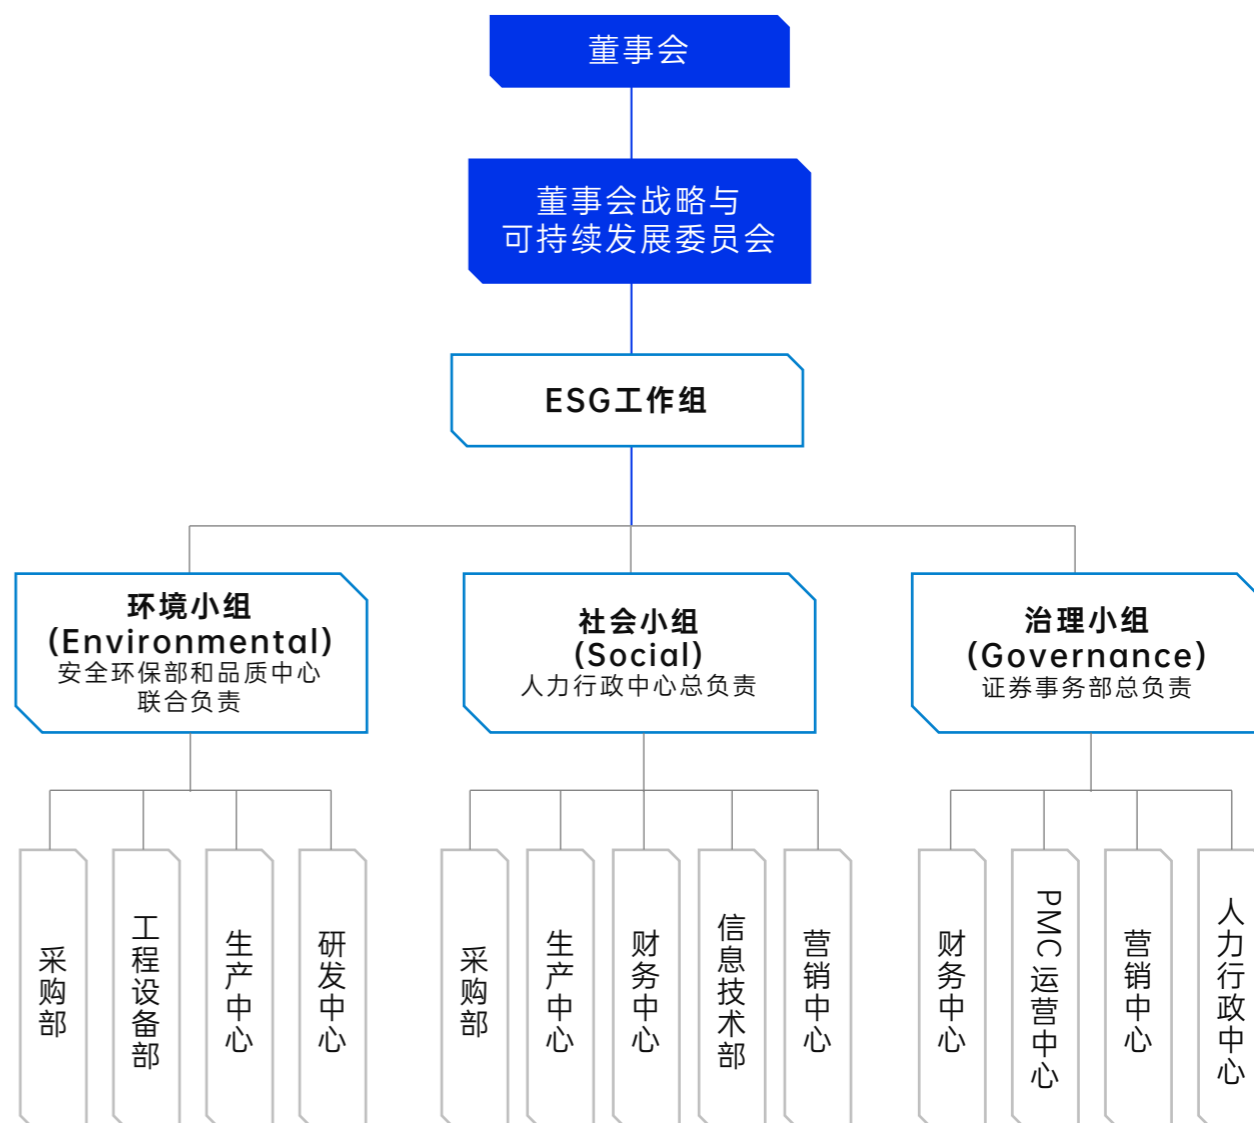 董事会
董事会战略与
可持续发展委员会
ESG工作组
环境小组
(Environmental)
安全环保部和品质中心
联合负责
社会小组
(Social)
人力行政中心总负责
治理小组
(Governance)
证券事务部总负责
采购部
工程设备部
生产中心
研发中心
采购部
生产中心
财务中心
信息技术部
营销中心
财务中心
PMC运营中心
营销中心
人力行政中心